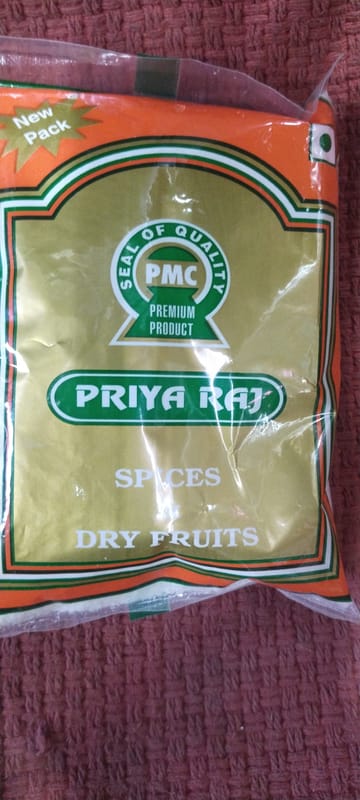 New
Pack
SEAL OF QUALITY
PMC
PREMIUM
PRODUCT
PRIYA RAJ
SPICES
DRY FRUITS